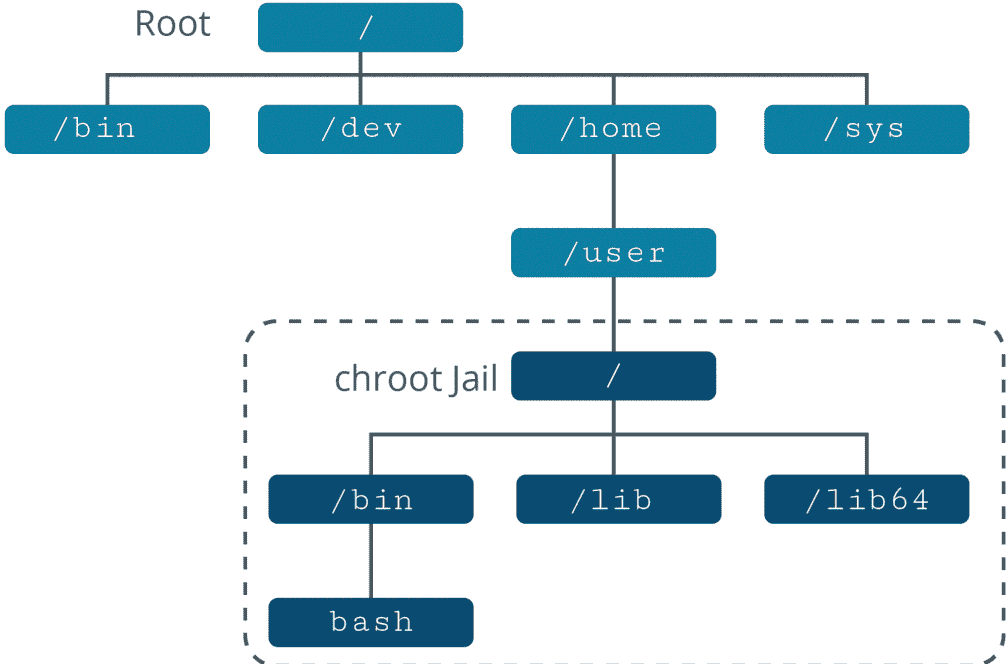 Root
/
/bin
/dev
/home
/sys
/user
chroot Jail
/
/bin
/lib
/lib64
bash